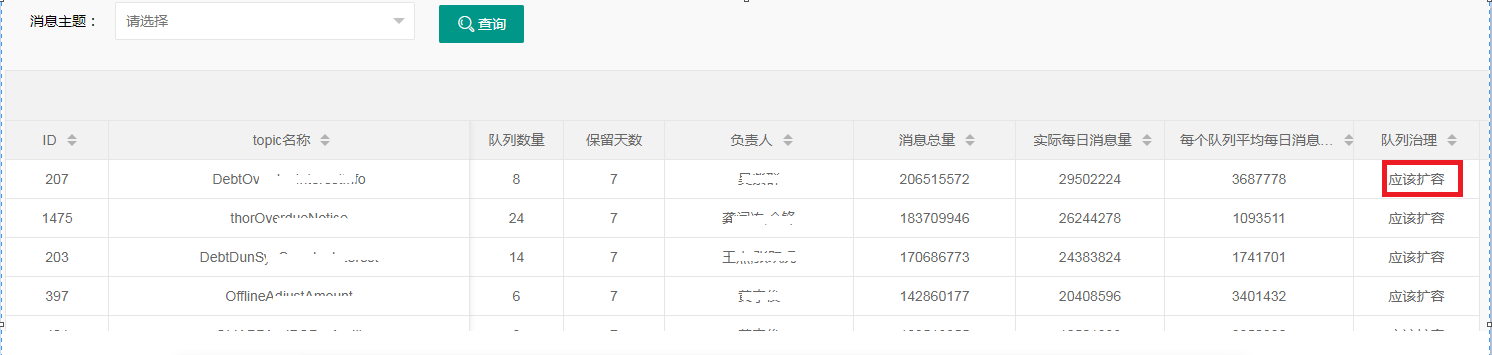 消息主题： 请选择 查询
ID topic名称 队列数量 保留天数 负责人 消息总量 实际每日消息量 每个队列平均每日消息... 队列治理
207 8 7 206515572 29502224 3687778 应该扩容
1475 thorOverdueNotise 24 7 183709946 26244278 1093511 应该扩容
203 14 7 170686773 24383824 1741701 应该扩容
397 OfflineAdjustAmount 6 7 142860177 20408596 3401432 应该扩容